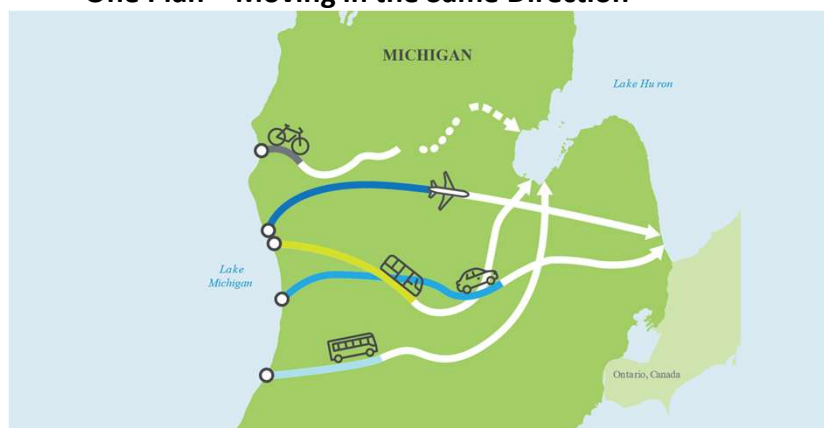 One Plan – Moving in the Same Direction
MICHIGAN
Lake Huron
Lake
Michigan
Ontario, Canada